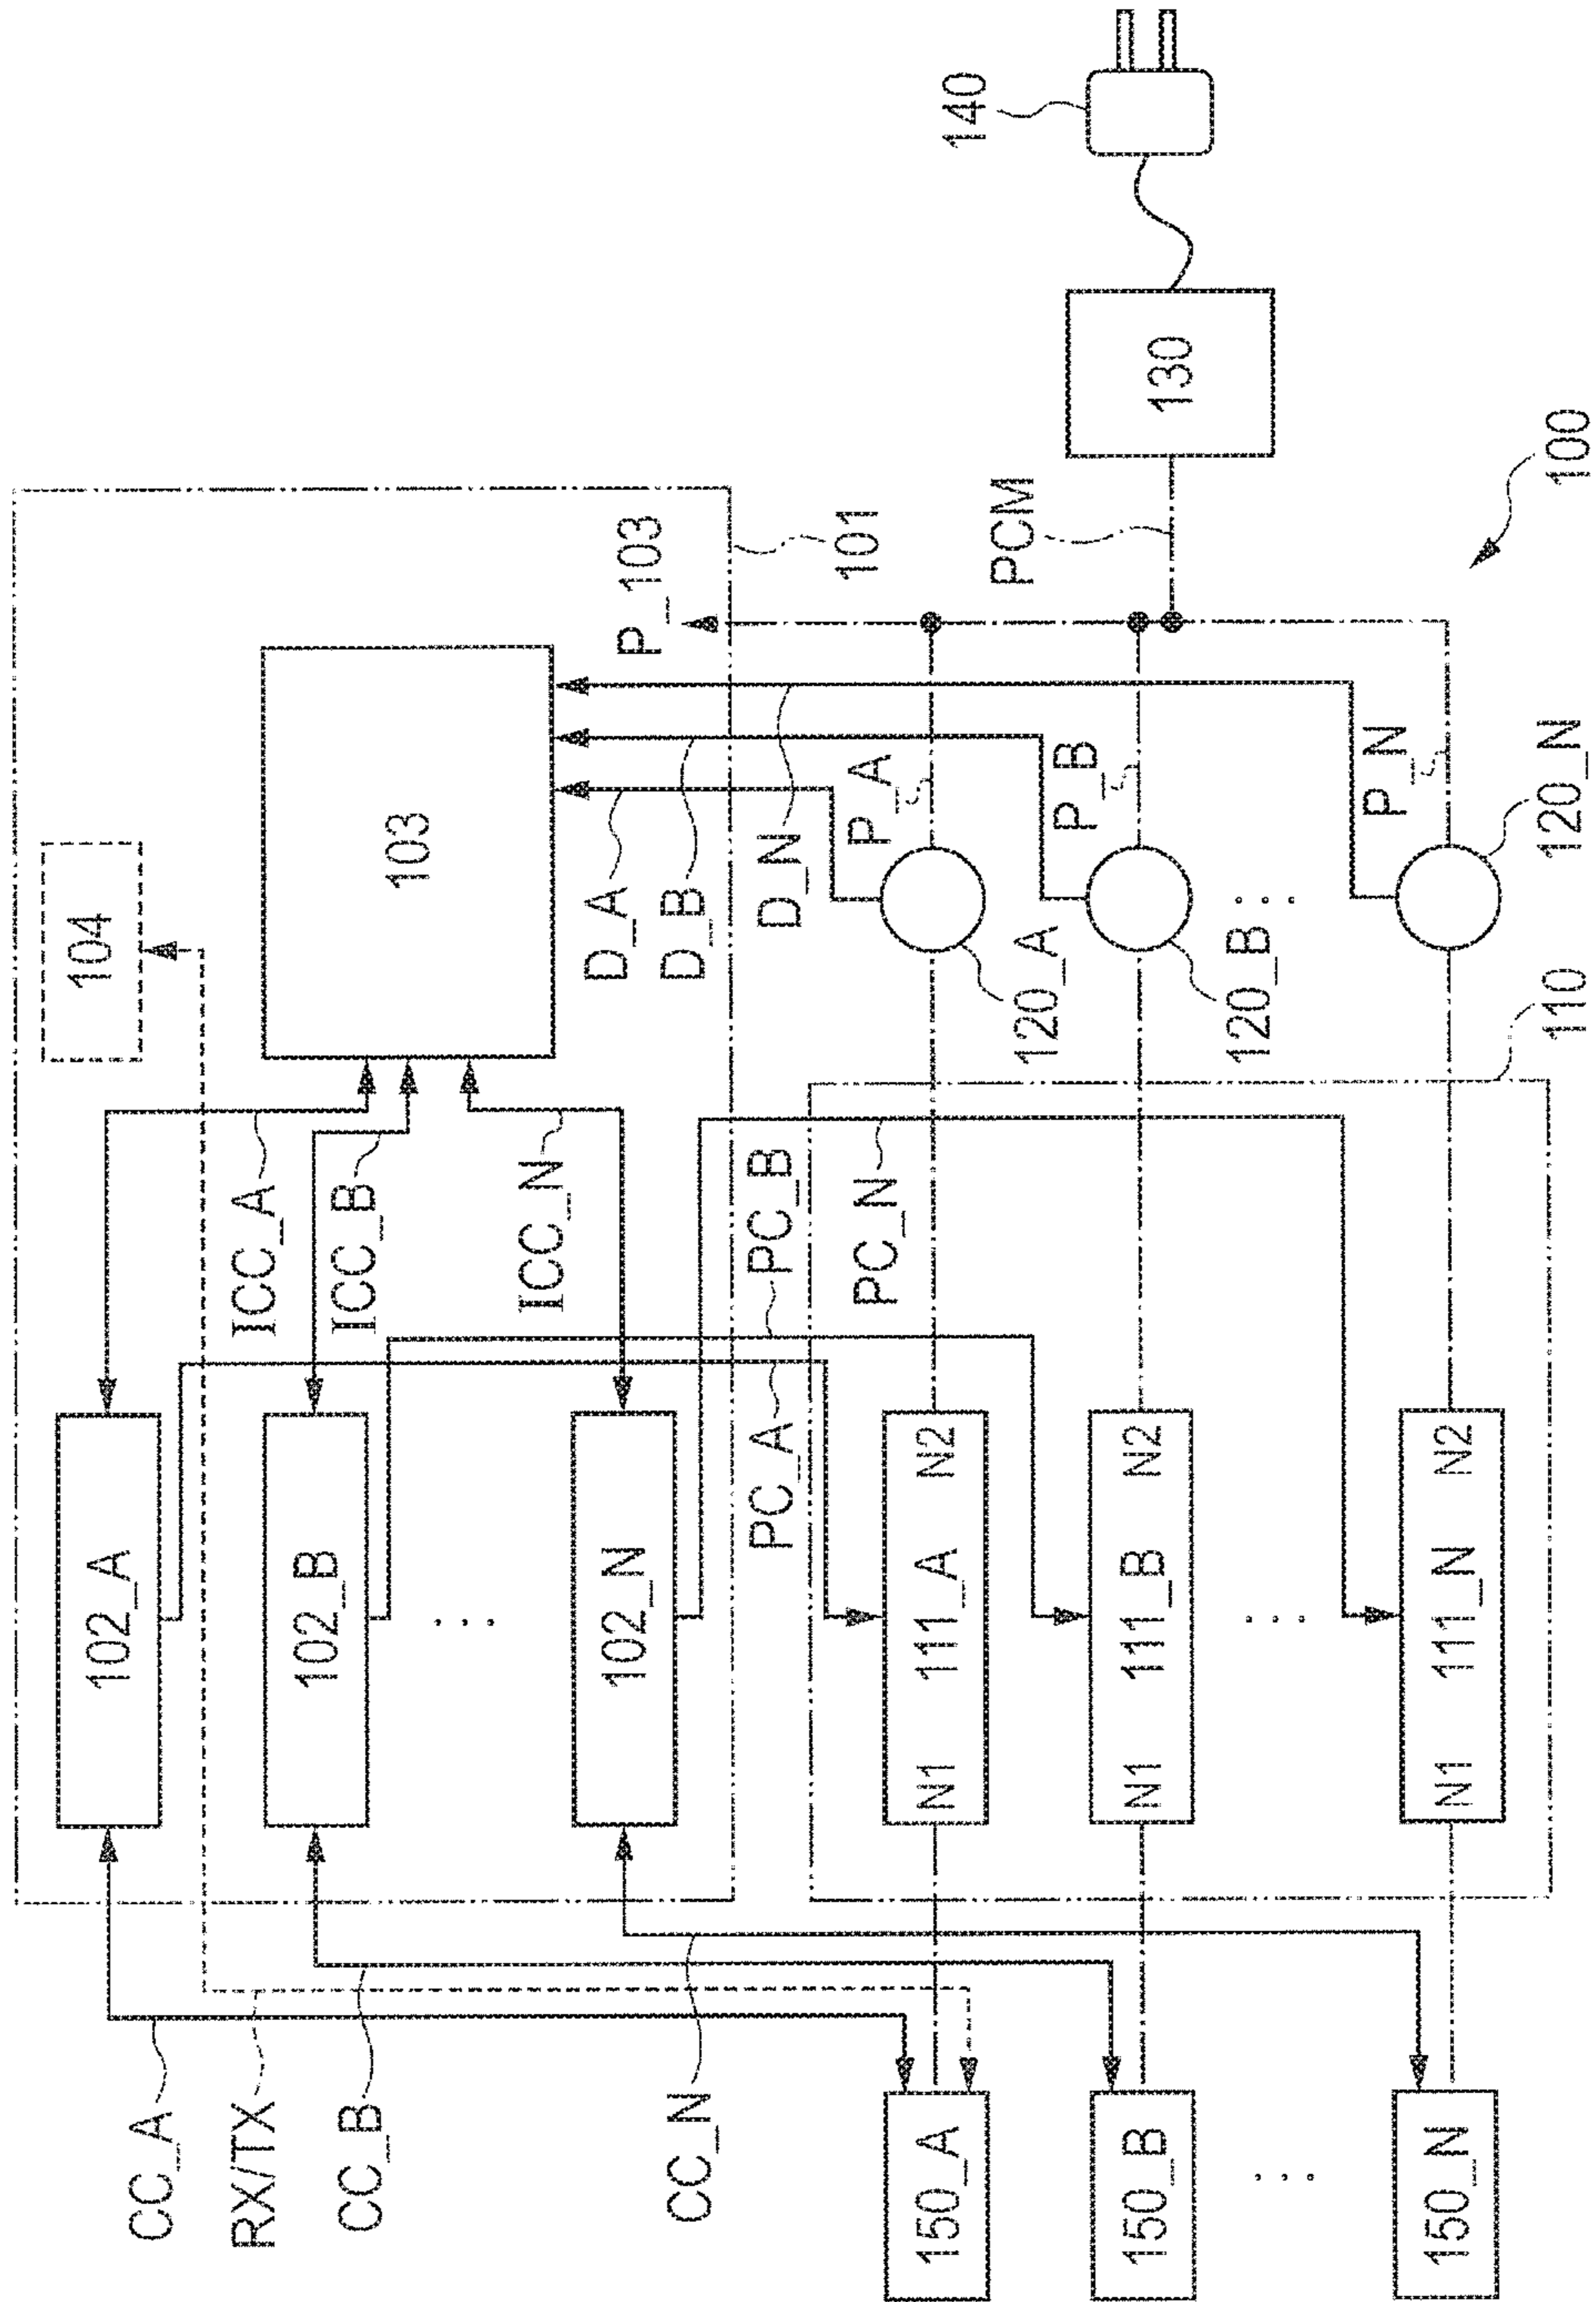 CC_A
RX/TX
CC_B
CC_N
150_A
150_B
...
150_N
102_A
102_B
...
102_N
ICC_A
ICC_B
ICC_N
104
103
101
P_103
PC_A
PC_B
PC_N
N1 111_A N2
N1 111_B N2
...
N1 111_N N2
110
D_A
D_B
D_N
120_A
120_B
...
120_N
P_A
P_B
P_N
PCM
130
140
100